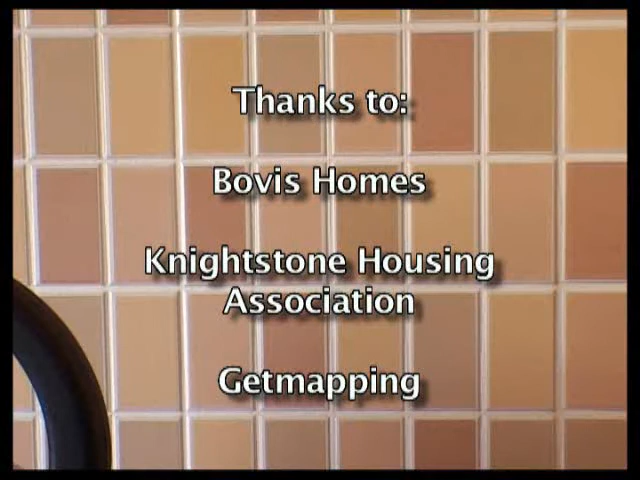 Thanks to:
Bovis Homes
Knightstone Housing
Association
Getmapping